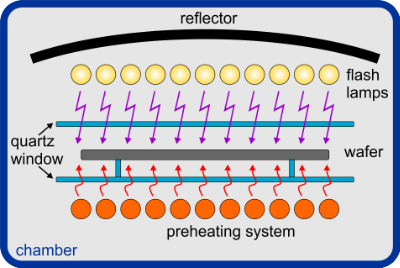 reflector
flash
lamps
quartz
window
wafer
preheating system
chamber